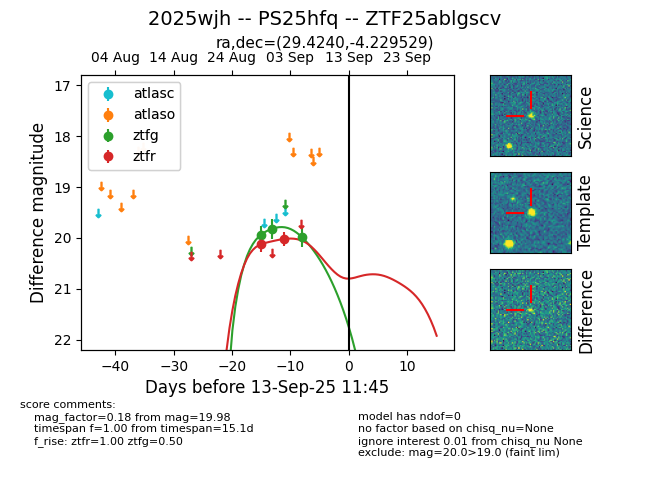 2025wjh -- PS25hfq -- ZTF25ablgscv
ra,dec=(29.4240,-4.229529)
04 Aug 14 Aug 24 Aug 03 Sep 13 Sep 23 Sep
17
18
19
20
21
22
Difference magnitude
atlasc
atlaso
ztfg
ztfr
−40 −30 −20 −10 0 10
Days before 13-Sep-25 11:45
Science
Template
Difference
score comments:
mag_factor=0.18 from mag=19.98
timespan f=1.00 from timespan=15.1d
f_rise: ztfr=1.00 ztfg=0.50
model has ndof=0
no factor based on chisq_nu=None
ignore interest 0.01 from chisq_nu None
exclude: mag=20.0>19.0 (faint lim)